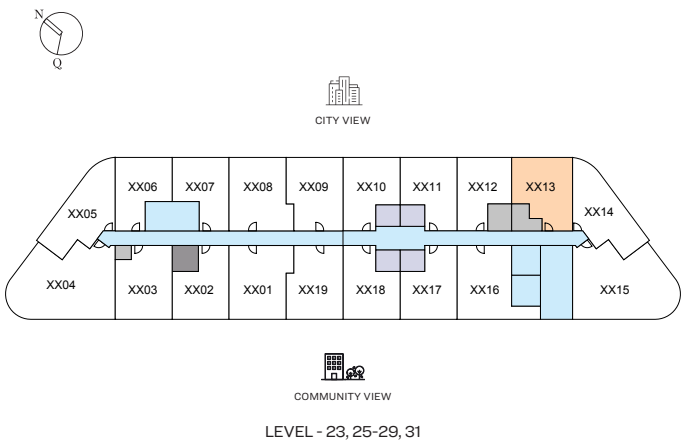 N
Q
CITY VIEW
XX06 XX07 XX08 XX09 XX10 XX11 XX12 XX13
XX05 XX14
XX04 XX03 XX02 XX01 XX19 XX18 XX17 XX16 XX15
COMMUNITY VIEW
LEVEL - 23, 25-29, 31